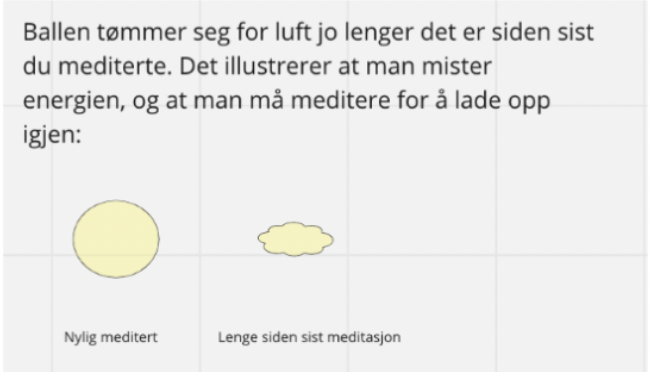 Ballen tømmer seg for luft jo lenger det er siden sist
du mediterte. Det illustrerer at man mister
energien, og at man må meditere for å lade opp
igjen:
Nylig meditert
Lenge siden sist meditasjon